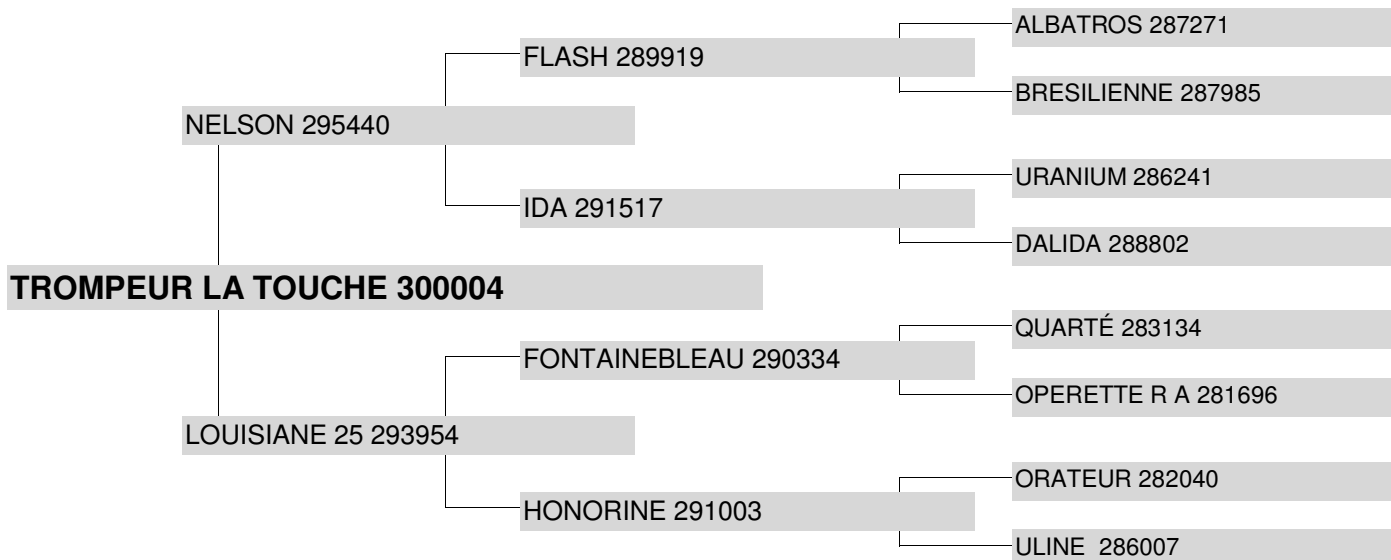 ALBATROS 287271
FLASH 289919
BRESILIENNE 287985
NELSON 295440
URANIUM 286241
IDA 291517
DALIDA 288802
TROMPEUR LA TOUCHE 300004
QUARTÉ 283134
FONTAINEBLEAU 290334
OPERETTE R A 281696
LOUISIANE 25 293954
ORATEUR 282040
HONORINE 291003
ULINE  286007